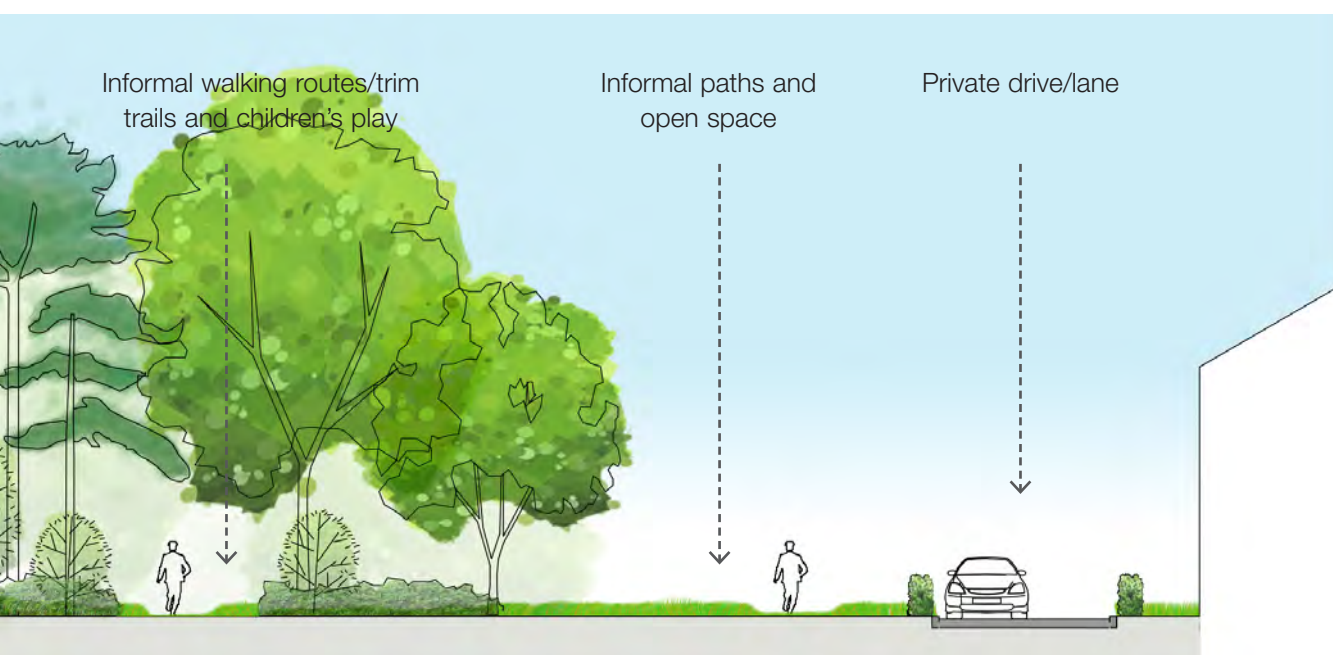 Informal walking routes/trim
trails and children’s play
Informal paths and
open space
Private drive/lane